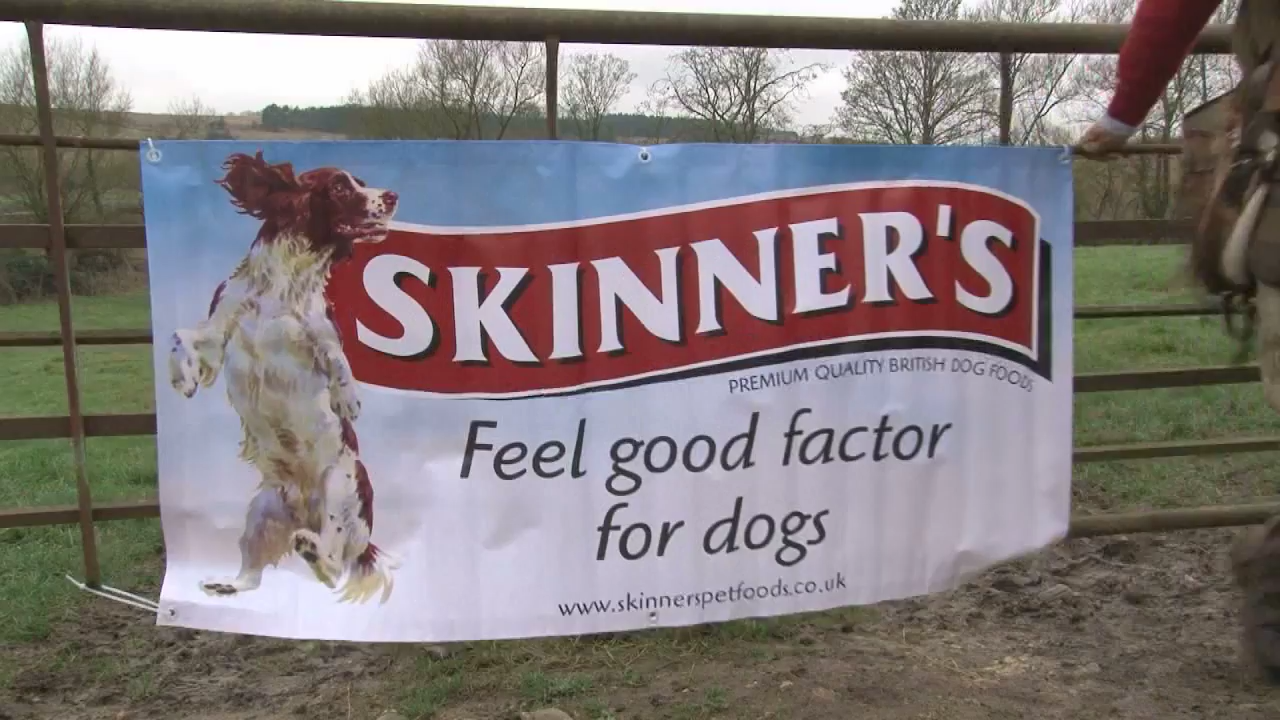 SKINNER'S
PREMIUM QUALITY BRITISH DOG FOODS
Feel good factor
for dogs
www.skinnerspetfoods.co.uk